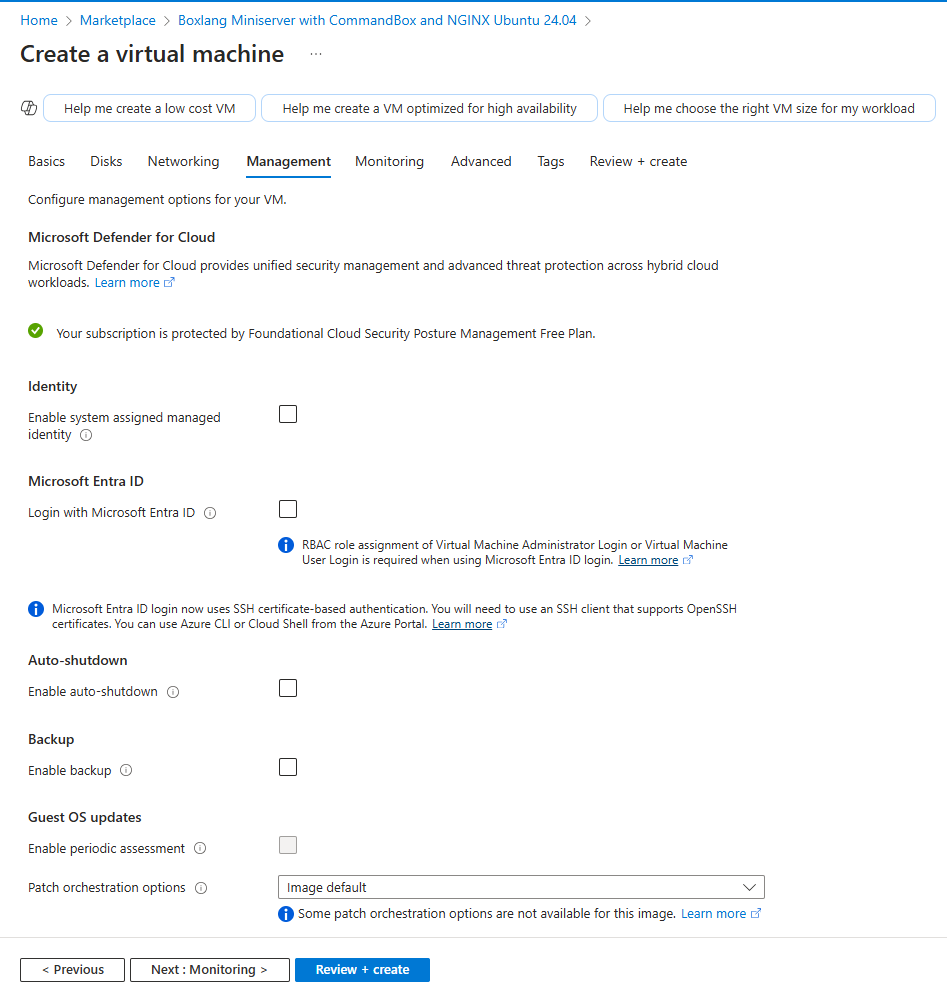 Home > Marketplace > Boxlang Miniserver with CommandBox and NGINX Ubuntu 24.04 >
Create a virtual machine ...
Help me create a low cost VM Help me create a VM optimized for high availability Help me choose the right VM size for my workload
Basics Disks Networking Management Monitoring Advanced Tags Review + create
Configure management options for your VM.
Microsoft Defender for Cloud
Microsoft Defender for Cloud provides unified security management and advanced threat protection across hybrid cloud
workloads. Learn more
Your subscription is protected by Foundational Cloud Security Posture Management Free Plan.
Identity
Enable system assigned managed
identity
Microsoft Entra ID
Login with Microsoft Entra ID
RBAC role assignment of Virtual Machine Administrator Login or Virtual Machine
User Login is required when using Microsoft Entra ID login. Learn more
Microsoft Entra ID login now uses SSH certificate-based authentication. You will need to use an SSH client that supports OpenSSH
certificates. You can use Azure CLI or Cloud Shell from the Azure Portal. Learn more
Auto-shutdown
Enable auto-shutdown
Backup
Enable backup
Guest OS updates
Enable periodic assessment
Patch orchestration options Image default
Some patch orchestration options are not available for this image. Learn more
< Previous Next : Monitoring > Review + create